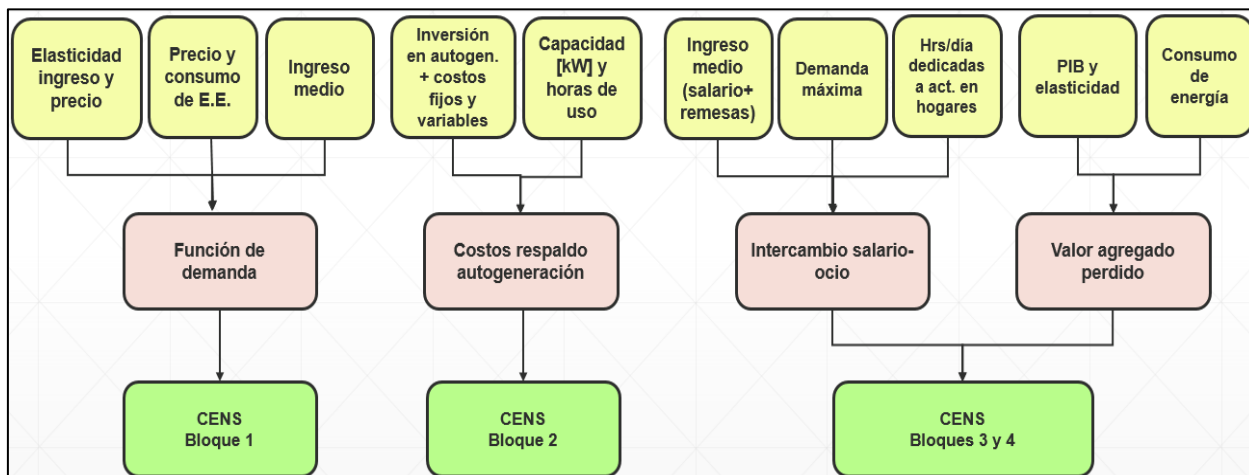 Elasticidad
ingreso y
precio
Precio y
consumo
de E.E.
Ingreso
medio
Inversión
en autogen.
+ costos
fijos y
variables
Capacidad
[kW] y
horas de
uso
Ingreso
medio
(salario+
remesas)
Demanda
máxima
Hrs/día
dedicadas
a act. en
hogares
PIB y
elasticidad
Consumo
de
energía
Función de
demanda
Costos respaldo
autogeneración
Intercambio salario-
ocio
Valor agregado
perdido
CENS
Bloque 1
CENS
Bloque 2
CENS
Bloques 3 y 4